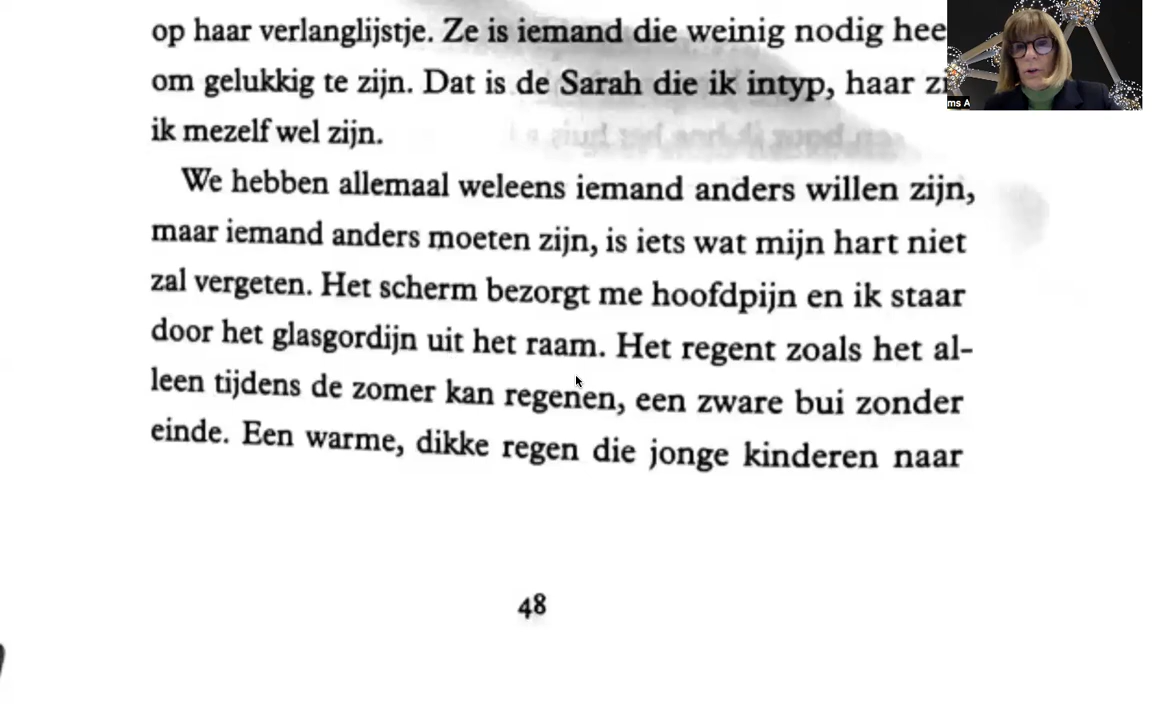 op haar verlanglijstje. Ze is iemand die weinig nodig hee
om gelukkig te zijn. Dat is de Sarah die ik intyp, haar z
ik mezelf wel zijn.
We hebben allemaal weleens iemand anders willen zijn,
maar iemand anders moeten zijn, is iets wat mijn hart niet
zal vergeten. Het scherm bezorgt me hoofdpijn en ik staar
door het glasgordijn uit het raam. Het regent zoals het al-
leen tijdens de zomer kan regenen, een zware bui zonder
einde. Een warme, dikke regen die jonge kinderen naar
48
ms A